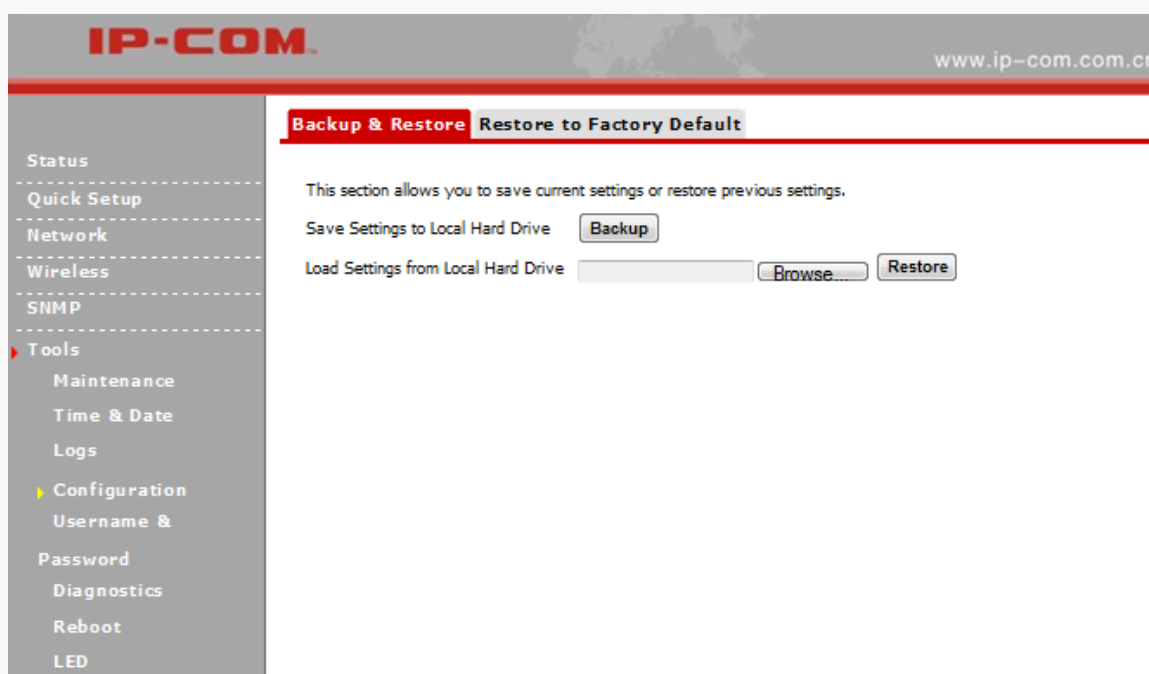 IP-COM
www.ip-com.com.cn
Backup & Restore Restore to Factory Default
Status
Quick Setup
Network
Wireless
SNMP
Tools
Maintenance
Time & Date
Logs
Configuration
Username &
Password
Diagnostics
Reboot
LED
This section allows you to save current settings or restore previous settings.
Save Settings to Local Hard Drive Backup
Load Settings from Local Hard Drive Browse... Restore